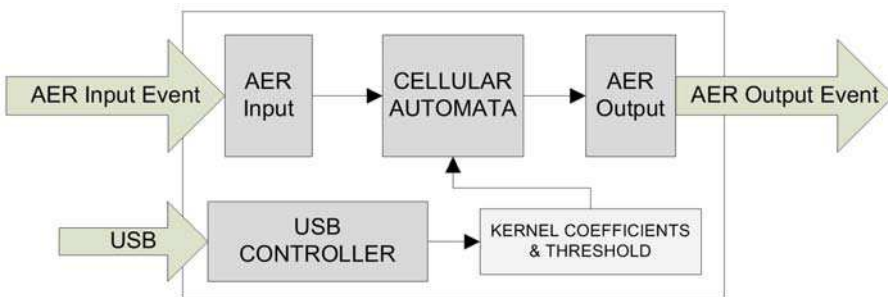 AER Input Event
AER
Input
CELLULAR
AUTOMATA
AER
Output
AER Output Event
USB
USB
CONTROLLER
KERNEL COEFFICIENTS
& THRESHOLD